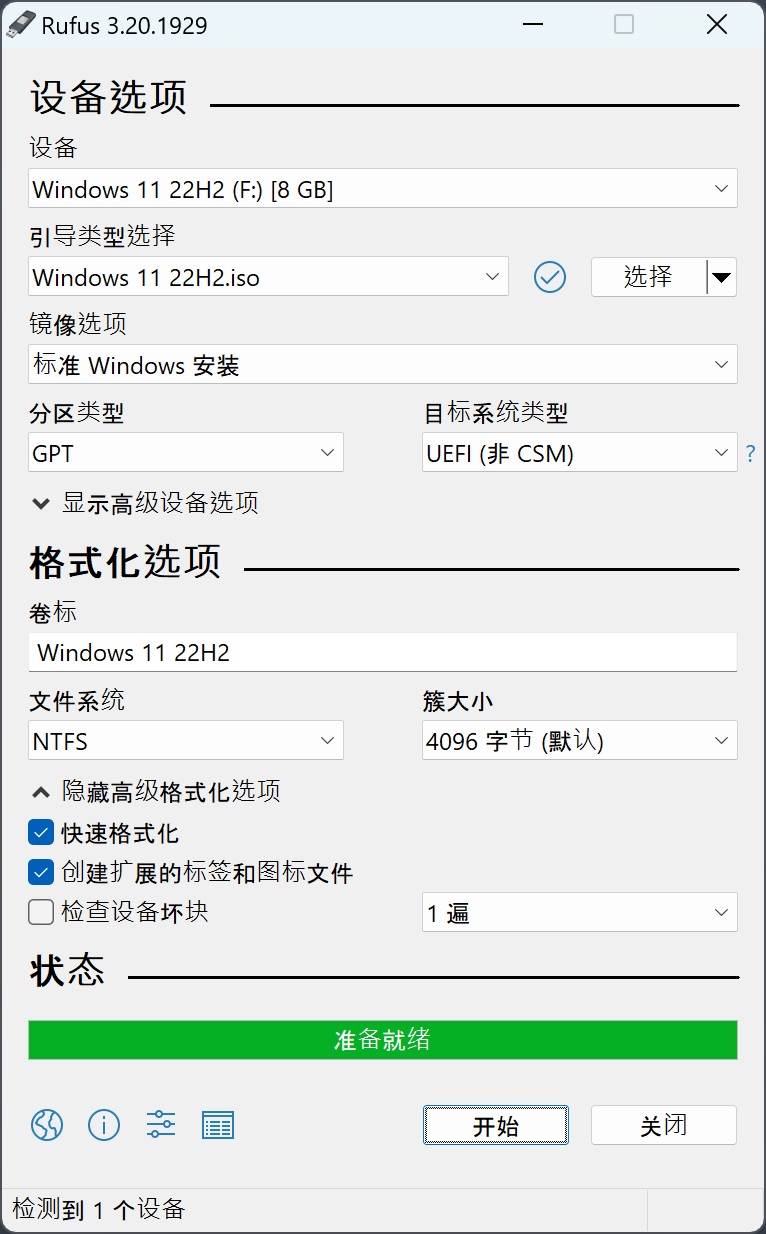 Rufus 3.20.1929
设备选项
设备
Windows 11 22H2 (F:) [8 GB]
引导类型选择
Windows 11 22H2.iso
选择
镜像选项
标准 Windows 安装
分区类型
目标系统类型
GPT
UEFI (非 CSM)
?
显示高级设备选项
格式化选项
卷标
Windows 11 22H2
文件系统
簇大小
NTFS
4096 字节 (默认)
隐藏高级格式化选项
快速格式化
创建扩展的标签和图标文件
检查设备坏块
1 遍
状态
准备就绪
开始
关闭
检测到 1 个设备